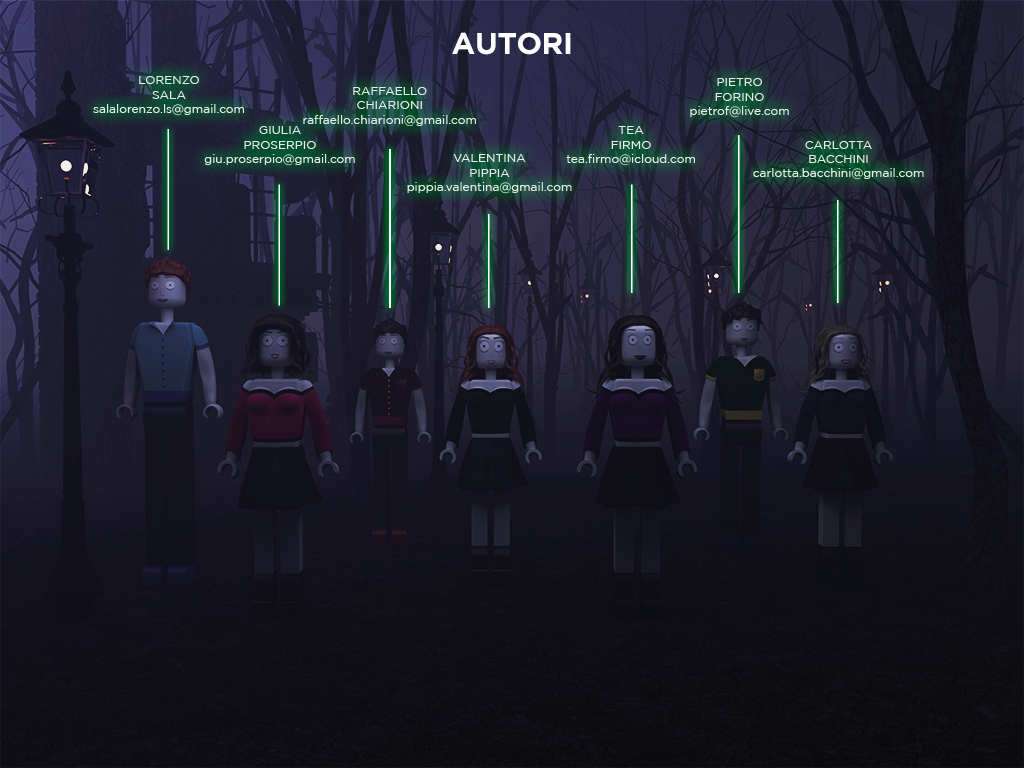 AUTORI
LORENZO
SALA
salalorenzo.ls@gmail.com
GIULIA
PROSERPIO
giu.proserpio@gmail.com
RAFFAELLO
CHIARIONI
raffaello.chiarioni@gmail.com
VALENTINA
PIPPIA
pippia.valentina@gmail.com
TEA
FIRMO
tea.firmo@icloud.com
PIETRO
FORINO
pietrof@live.com
CARLOTTA
BACCHINI
carlotta.bacchini@gmail.com